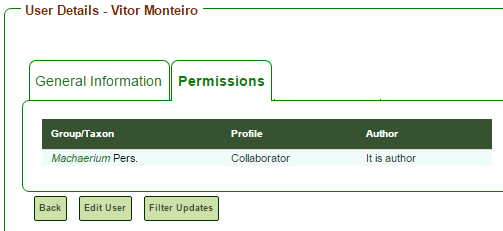 User Details - Vitor Monteiro
General Information Permissions
Group/Taxon Profile Author
Machaerium Pers. Collaborator It is author
Back Edit User Filter Updates